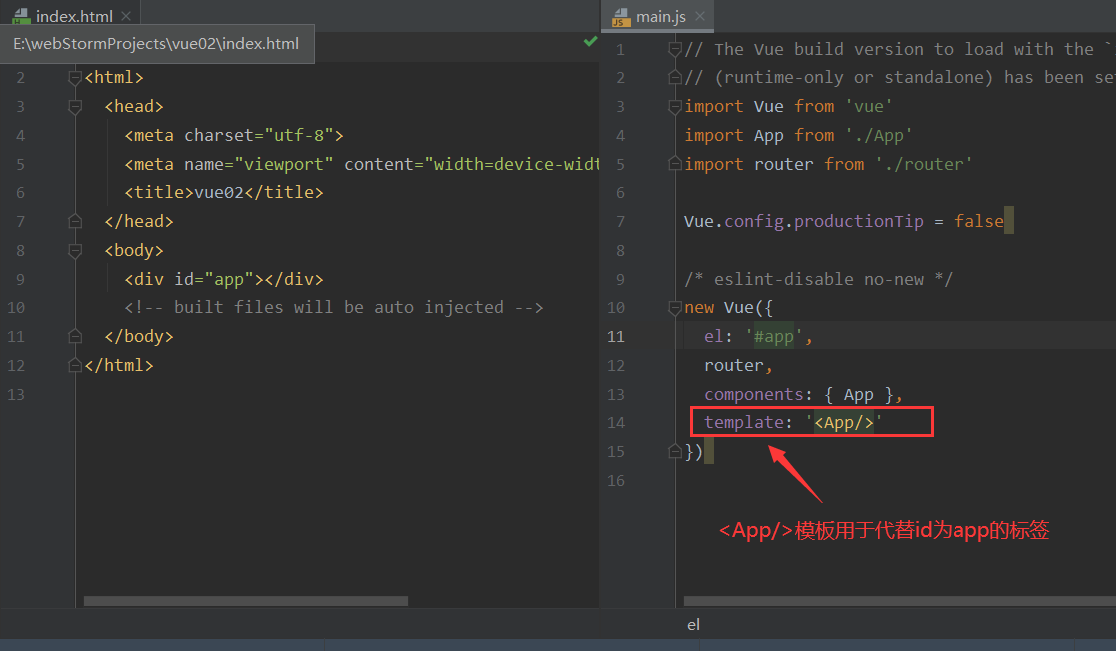 index.html
E:\webStormProjects\vue02\index.html
2 <html>
3 <head>
4 <meta charset="utf-8">
5 <meta name="viewport" content="width=device-widt
6 <title>vue02</title>
7 </head>
8 <body>
9 <div id="app"></div>
10 <!-- built files will be auto injected -->
11 </body>
12 </html>
13
main.js
1 // The Vue build version to load with the `
2 // (runtime-only or standalone) has been se
3 import Vue from 'vue'
4 import App from './App'
5 import router from './router'
6
7 Vue.config.productionTip = false
8
9 /* eslint-disable no-new */
10 new Vue({
11 el: '#app',
12 router,
13 components: { App },
14 template: '<App/>'
15 })
16
<App/>模板用于代替id为app的标签
el